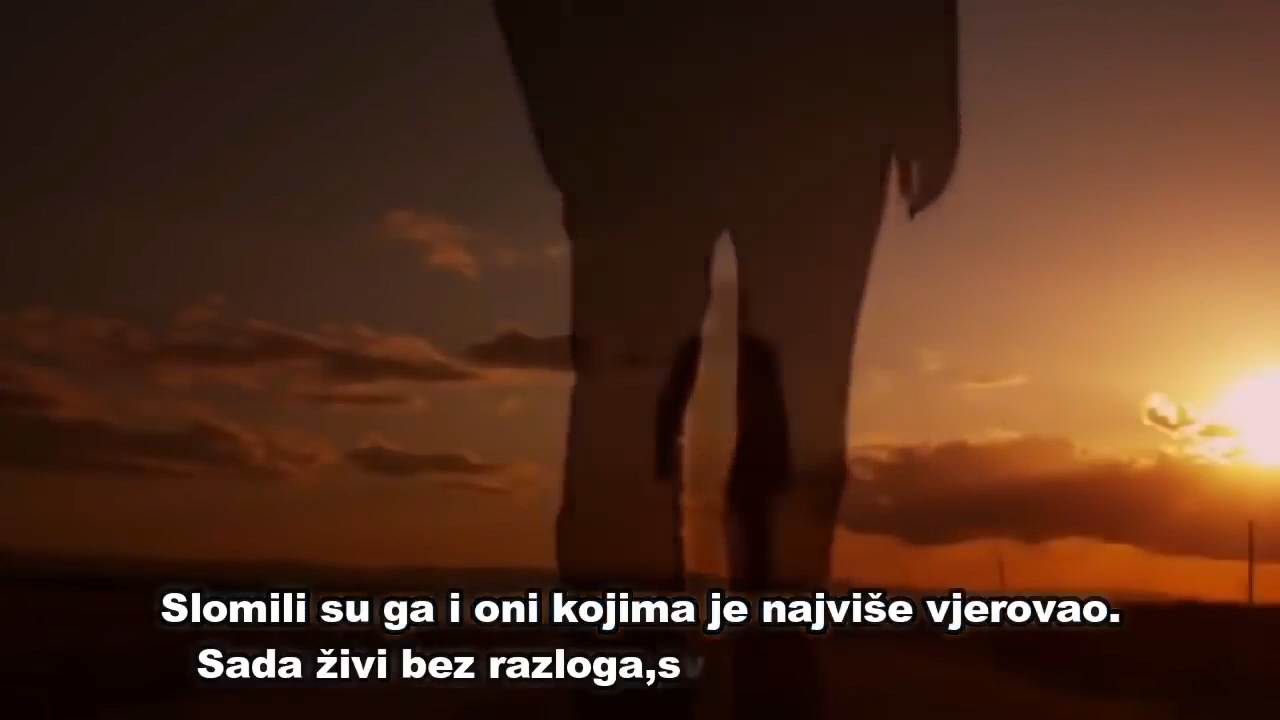 Slomili su ga i oni kojima je najviše vjerovao.
Sada živi bez razloga,s